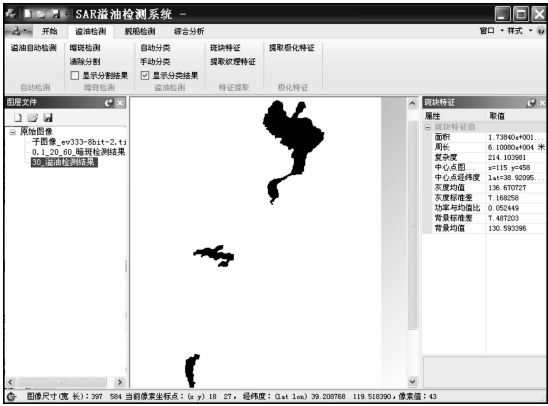 SAR溢油检测系统 -
开始 溢油检测 舰船检测 综合分析 窗口 样式
溢油自动检测 暗斑检测 自动分类 斑块特征 提取极化特征
清除分割 手动分类 提取纹理特征
显示分割结果 显示分类结果
自动检测 暗斑检测 溢油检测 特征提取 极化特征
图层文件 斑块特征
属性 取值
原始图像 斑块特征值
子图像_ev333-8bit-2.ti 面积 1.73840e+001...
0.1_20_60_暗斑检测结果 周长 6.10080e+004 米
30_溢油检测结果 复杂度 214.103981
中心点图... x=115 y=458
中心点经纬度 lat=38.92095...
灰度均值 136.670727
灰度标准差 7.168258
功率与均值比 0.052449
背景标准差 7.487203
背景均值 130.593396
图像尺寸(宽 长): 397 584 当前像素坐标点: (x y) 18 27, 经纬度: (lat lon) 39.208768 119.518390, 像素值: 43